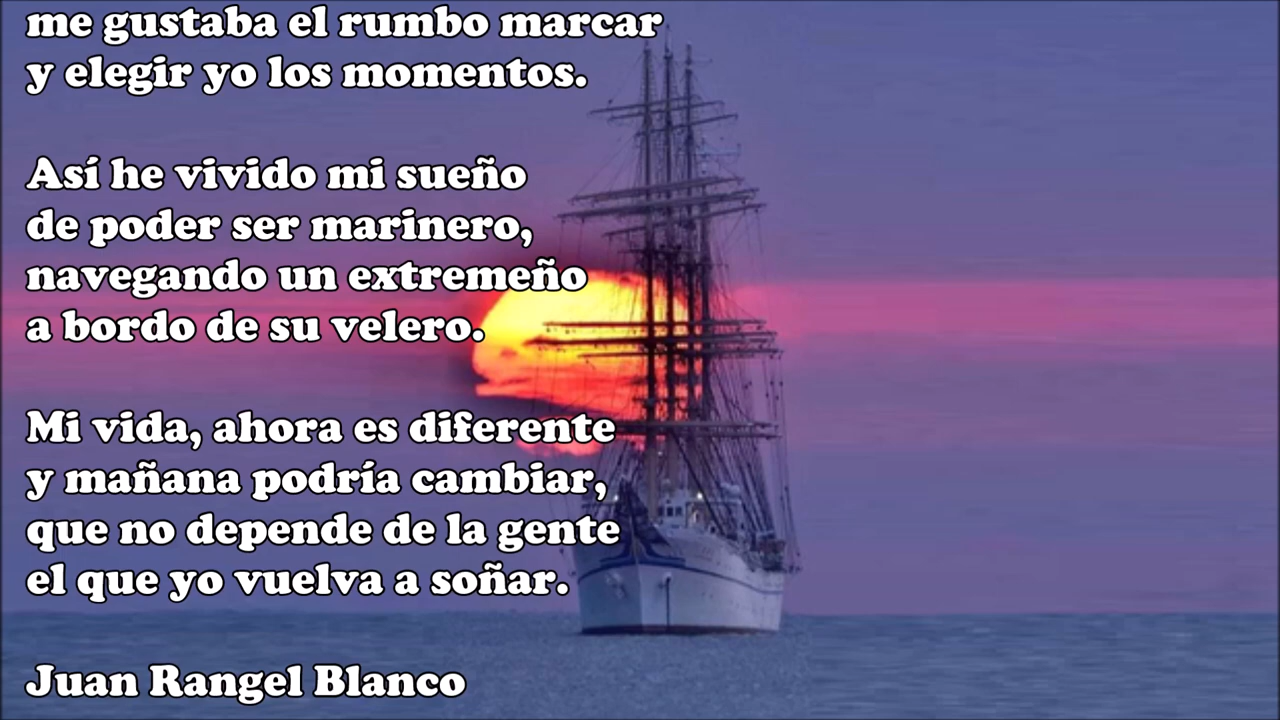 me gustaba el rumbo marcar
y elegir yo los momentos.
Así he vivido mi sueño
de poder ser marinero,
navegando un extremeño
a bordo de su velero.
Mi vida, ahora es diferente
y mañana podría cambiar,
que no depende de la gente
el que yo vuelva a soñar.
Juan Rangel Blanco